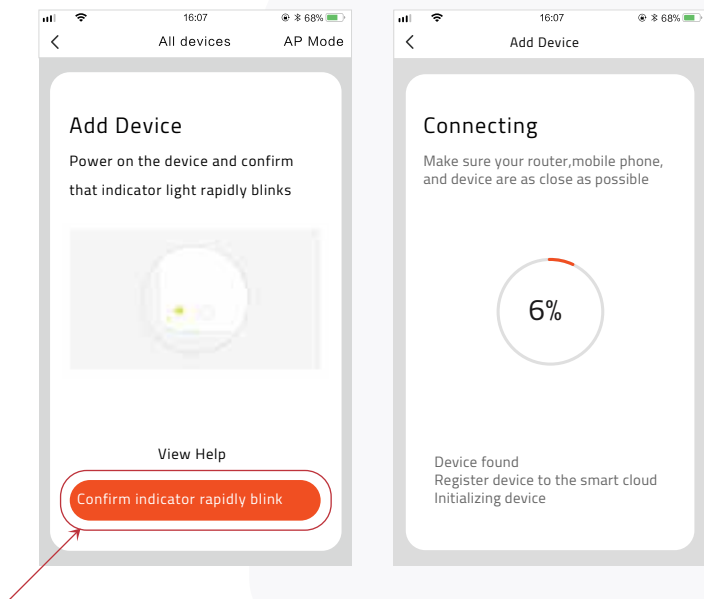 16:07
68%
All devices
AP Mode
Add Device
Power on the device and confirm
that indicator light rapidly blinks
View Help
Confirm indicator rapidly blink
16:07
68%
Add Device
Connecting
Make sure your router,mobile phone,
and device are as close as possible
6%
Device found
Register device to the smart cloud
Initializing device